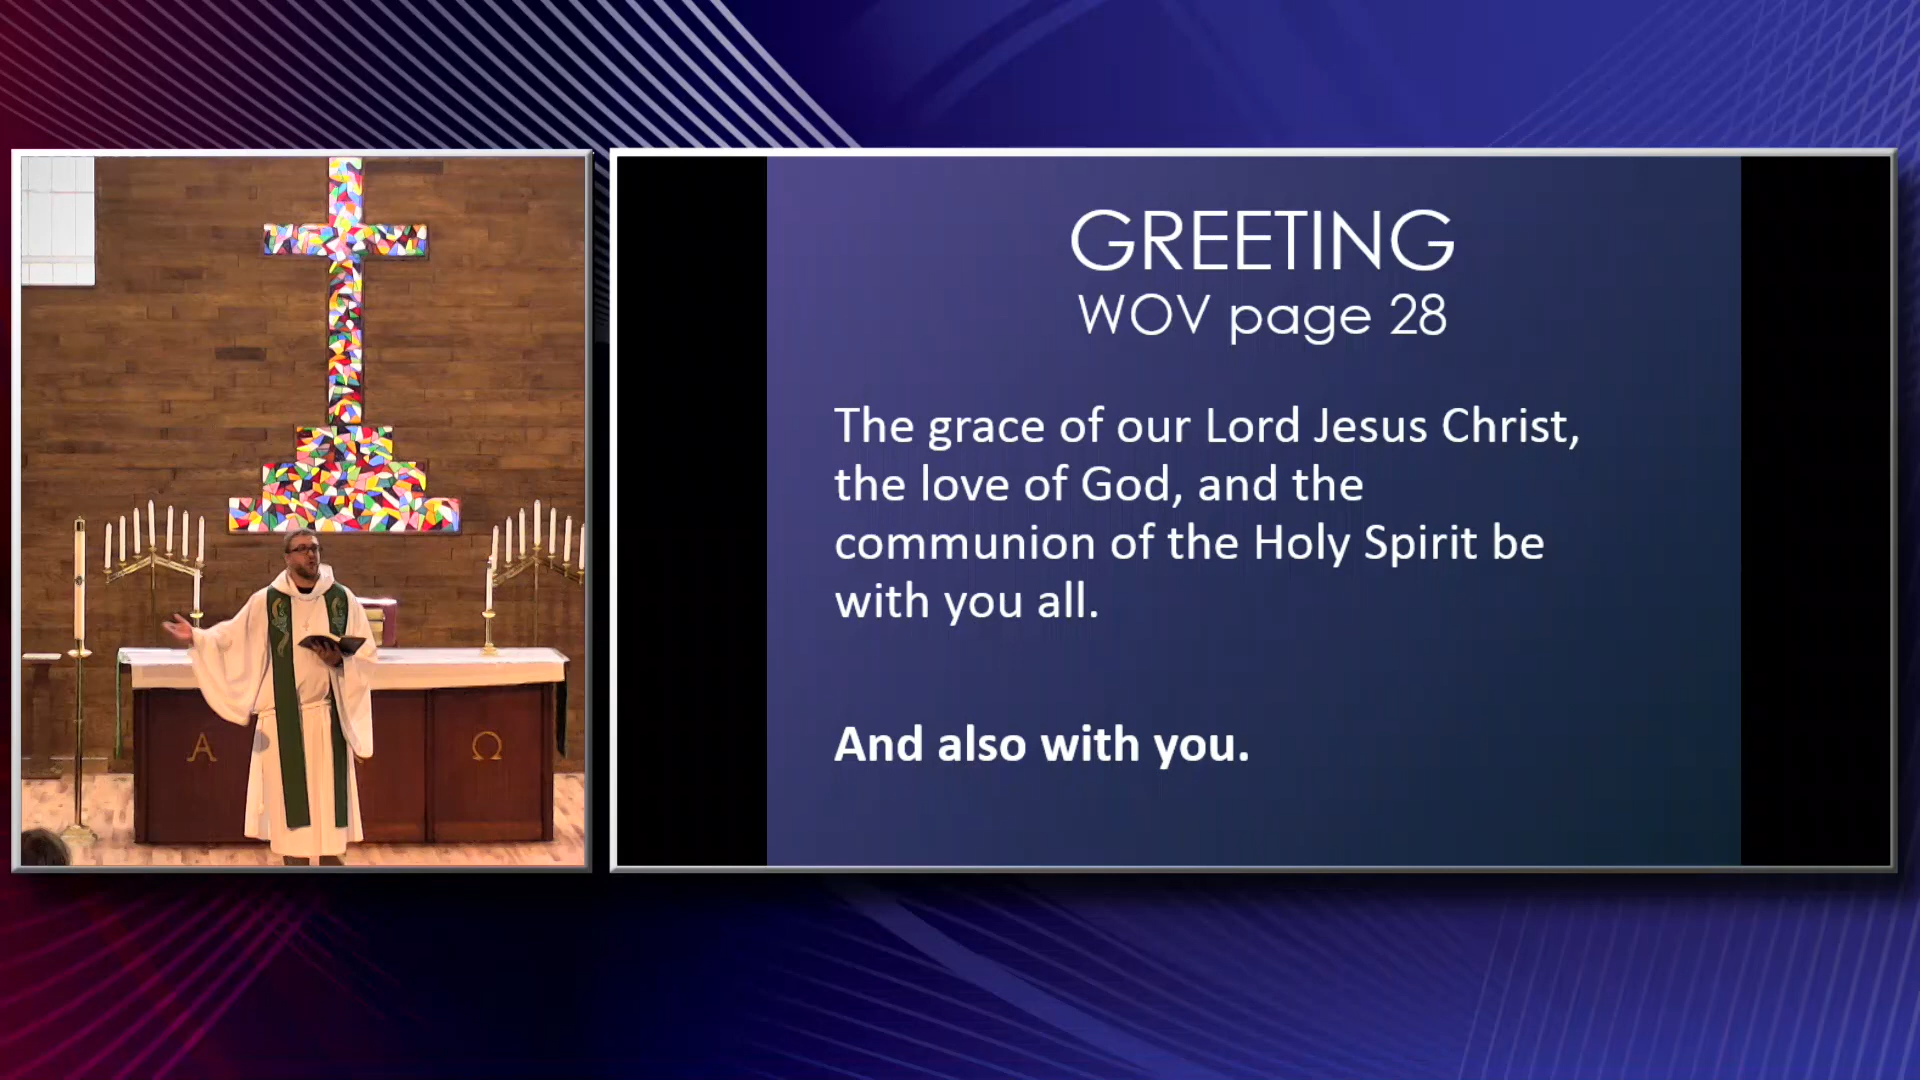 GREETING
WOV page 28
The grace of our Lord Jesus Christ,
the love of God, and the
communion of the Holy Spirit be
with you all.
And also with you.
Α
Ω